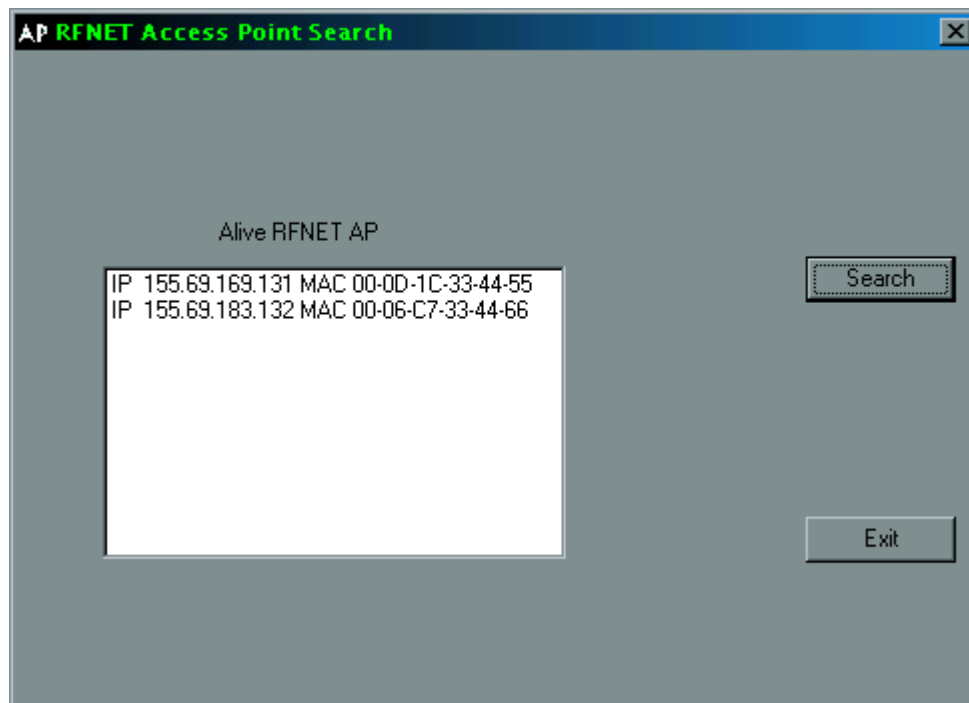 AP RFNET Access Point Search
Alive RFNET AP
IP 155.69.169.131 MAC 00-0D-1C-33-44-55
IP 155.69.183.132 MAC 00-06-C7-33-44-66
Search
Exit